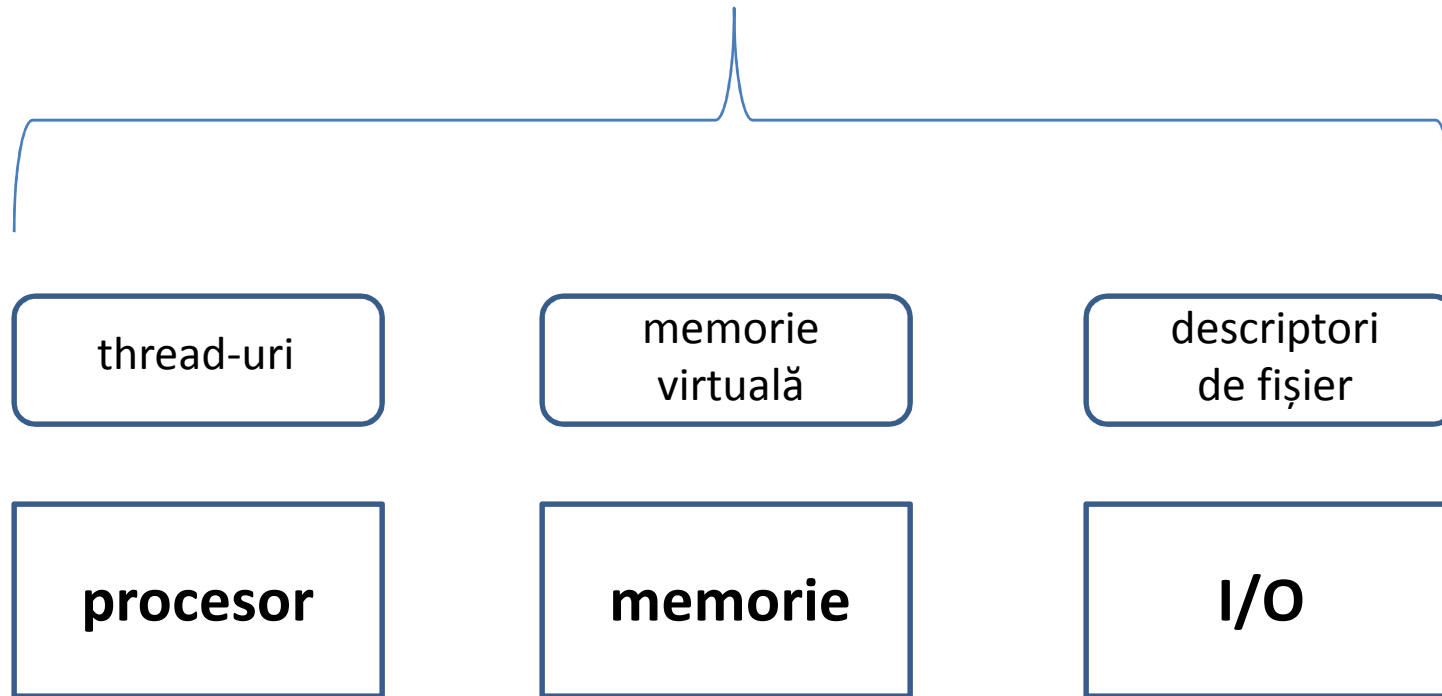 thread-uri
memorie
virtuală
descriptori
de fișier
procesor
memorie
I/O